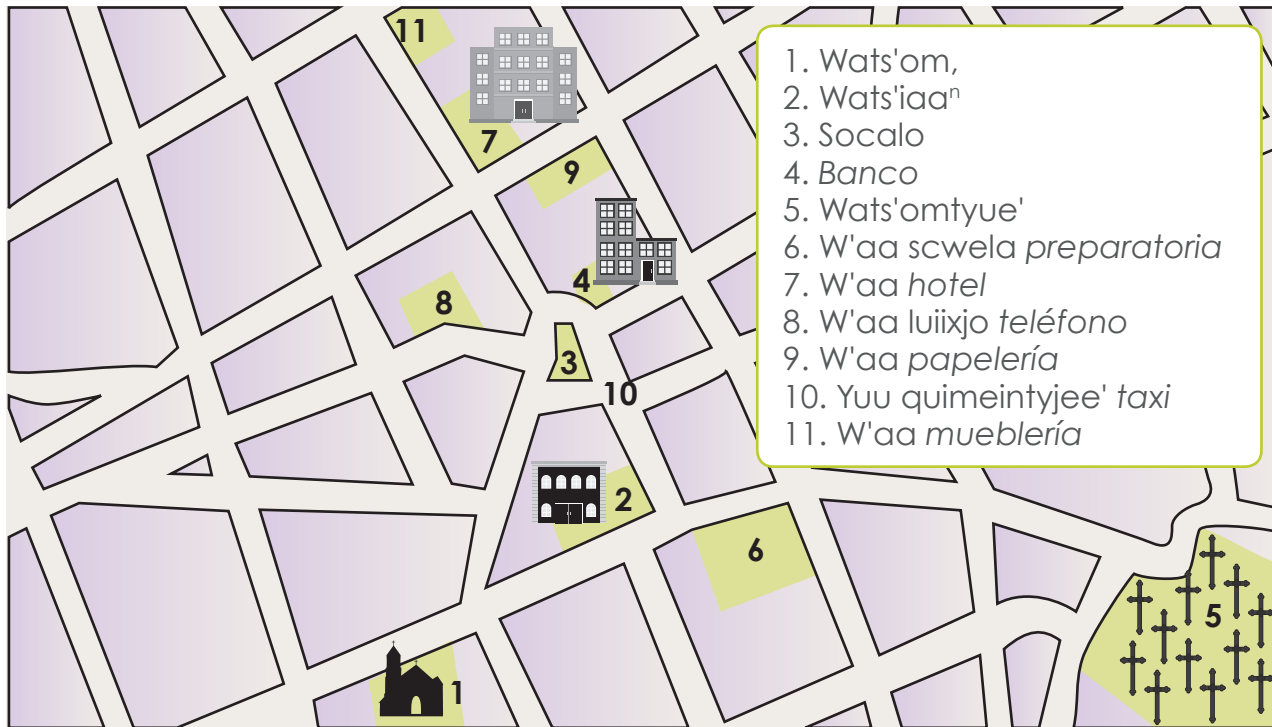 11
7
9
4
8
3
10
2
6
5
1
1. Wats'om,
2. Wats'iaaⁿ
3. Socalo
4. Banco
5. Wats'omtyue'
6. W'aa scwela preparatoria
7. W'aa hotel
8. W'aa luiixjo teléfono
9. W'aa papelería
10. Yuu quimeintyjee' taxi
11. W'aa mueblería